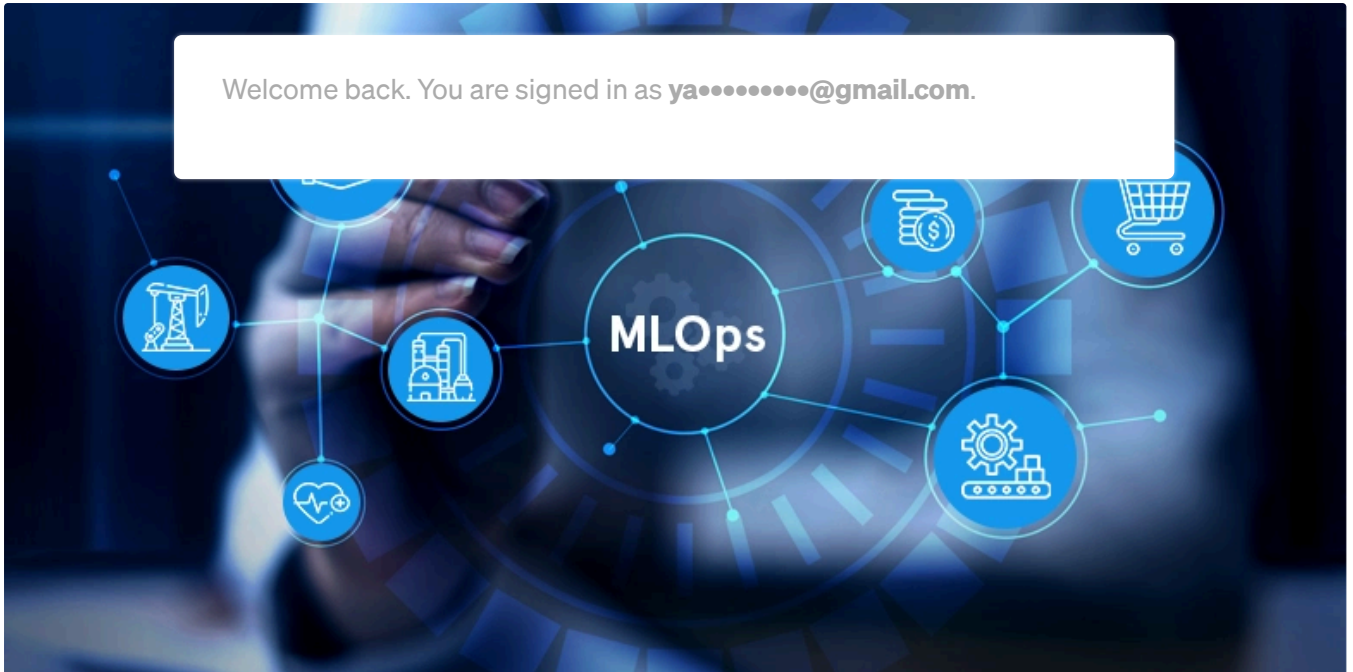 Welcome back. You are signed in as ya•••••••••@gmail.com.
MLOps